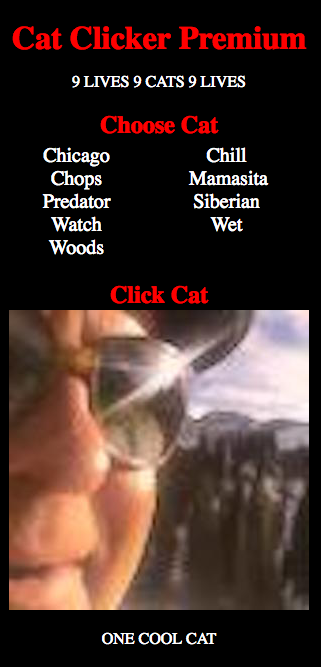 Cat Clicker Premium
9 LIVES 9 CATS 9 LIVES
Choose Cat
Chicago
Chops
Predator
Watch
Woods
Chill
Mamasita
Siberian
Wet
Click Cat
ONE COOL CAT